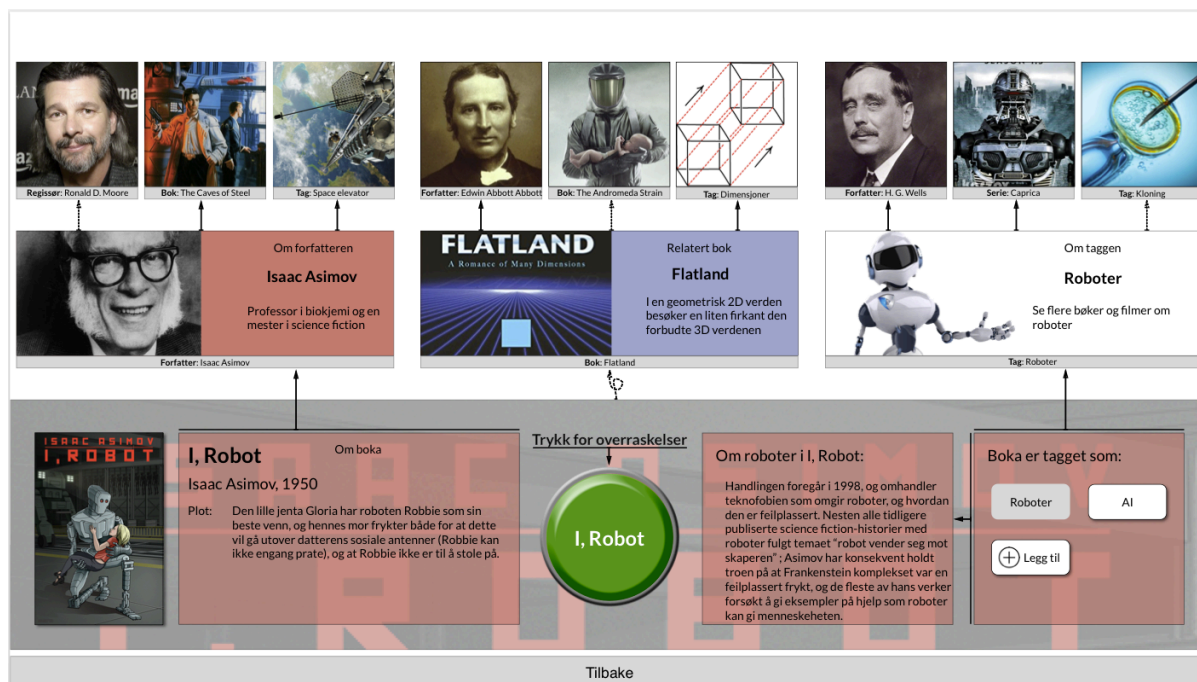 Regissør: Ronald D. Moore
Bok: The Caves of Steel
Tag: Space elevator
Forfatter: Edwin Abbott Abbott
Bok: The Andromeda Strain
Tag: Dimensjoner
Forfatter: H. G. Wells
Serie: Caprica
Tag: Kloning
Om forfatteren
Isaac Asimov
Professor i biokjemi og en
mester i science fiction
Forfatter: Isaac Asimov
FLATLAND
A Romance of Many Dimensions
Relatert bok
Flatland
I en geometrisk 2D verden
besøker en liten firkant den
forbudte 3D verdenen
Bok: Flatland
Om taggen
Roboter
Se flere bøker og filmer om
roboter
Tag: Roboter
ISAAC ASIMOV
I, ROBOT
I, Robot
Om boka
Isaac Asimov, 1950
Plot:
Den lille jenta Gloria har roboten Robbie som sin
beste venn, og hennes mor frykter både for at dette
vil gå utover datterens sosiale antenner (Robbie kan
ikke engang prate), og at Robbie ikke er til å stole på.
Trykk for overraskelser
I, Robot
Om roboter i I, Robot:
Handlingen foregår i 1998, og omhandler
teknofobien som omgir roboter, og hvordan
den er feilplassert. Nesten alle tidligere
publiserte science fiction-historier med
roboter fulgt temaet "robot vender seg mot
skaperen" ; Asimov har konsekvent holdt
troen på at Frankenstein komplekset var en
feilplassert frykt, og de fleste av hans verker
forsøkt å gi eksempler på hjelp som roboter
kan gi menneskeheten.
Boka er tagget som:
Roboter
AI
Legg til
ISAAC ASIMOV
I, ROBOT
Tilbake